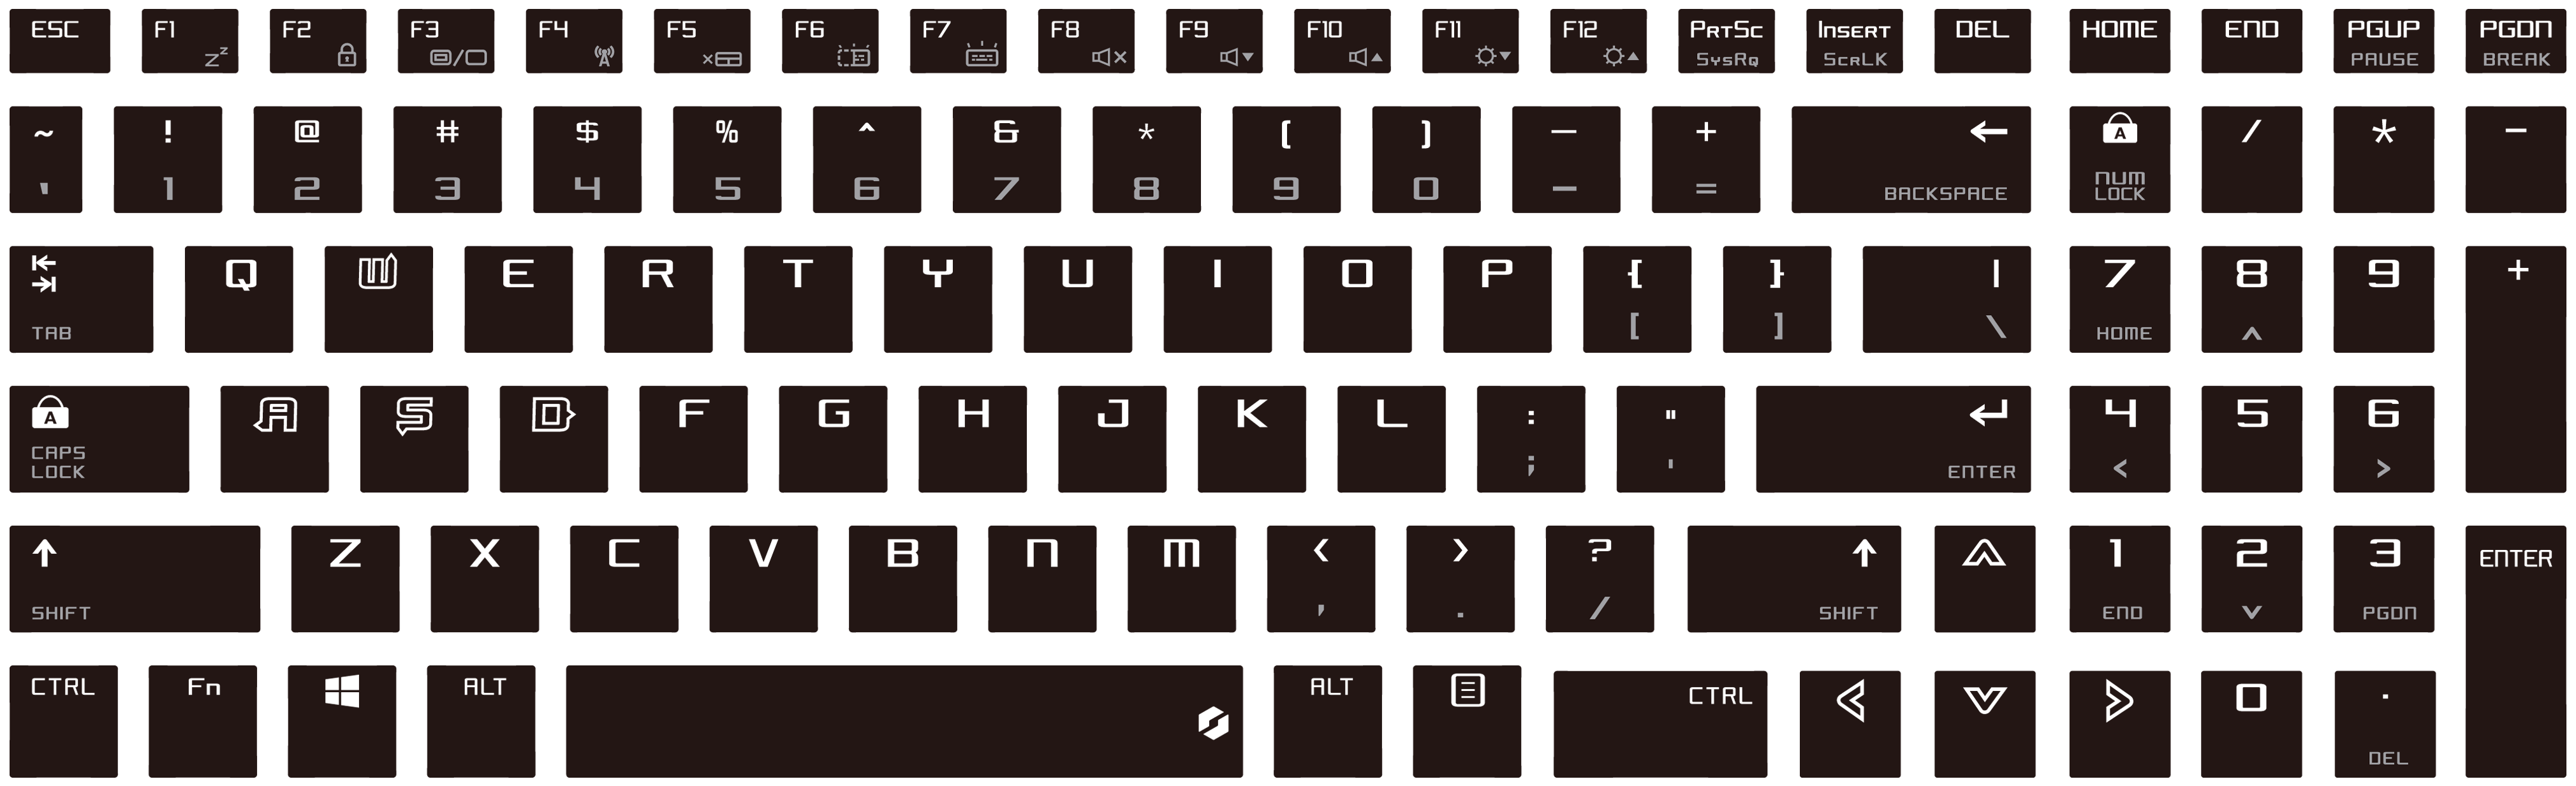 ESC F1 F2 F3 F4 F5 F6 F7 F8 F9 F10 F11 F12 PRTSC INSERT DEL HOME END PGUP PGDN
zz / × × SYSRQ SCRLK PAUSE BREAK
~ ! @ # $ % ^ & * ( ) — + ← A / * -
' 1 2 3 4 5 6 7 8 9 0 - = BACKSPACE NUM
LOCK
Q W E R T Y U I O P { } | 7 8 9 +
TAB [ ] \ HOME ^
A A S D F G H J K L : " 4 5 6
CAPS
LOCK ; ' ENTER < >
Z X C V B N M < > ? 1 2 3 ENTER
SHIFT , . / SHIFT END v PGDN
CTRL Fn ALT ALT CTRL 0 .
DEL